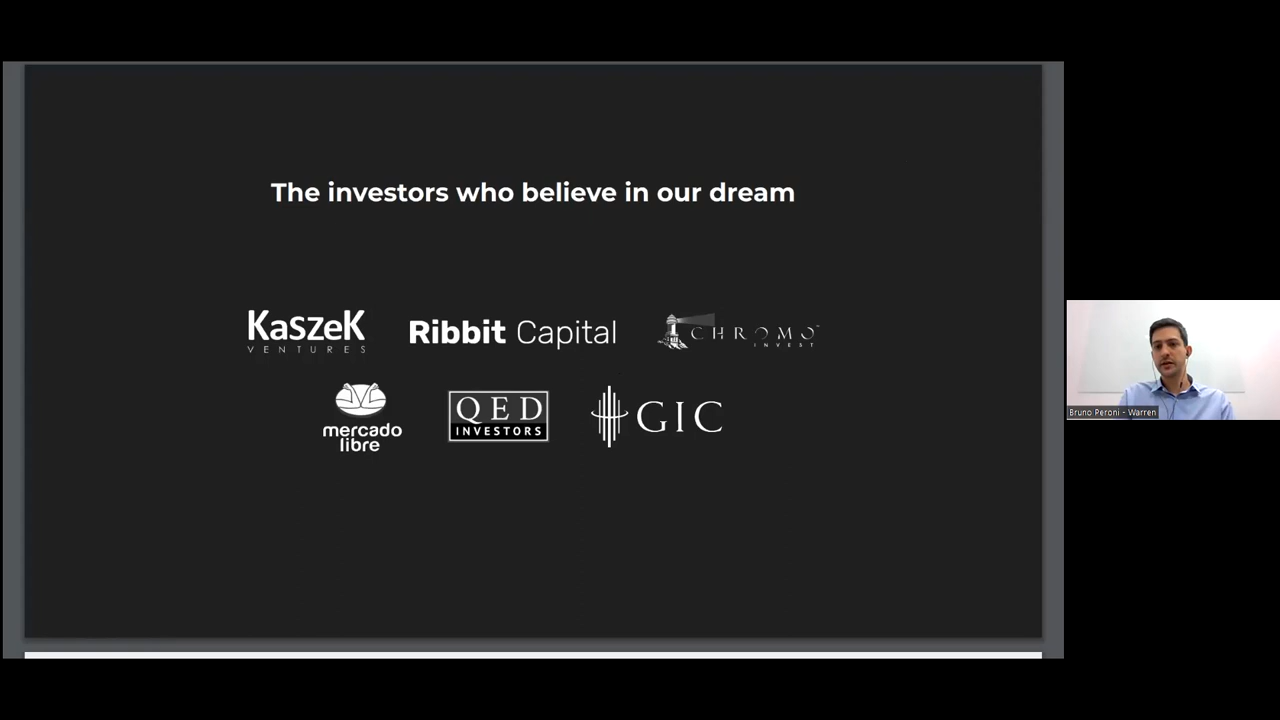 The investors who believe in our dream
KaszeK
VENTURES
Ribbit Capital
CHROMO™
INVEST
mercado
libre
QED
INVESTORS
GIC
Bruno Peroni - Warren